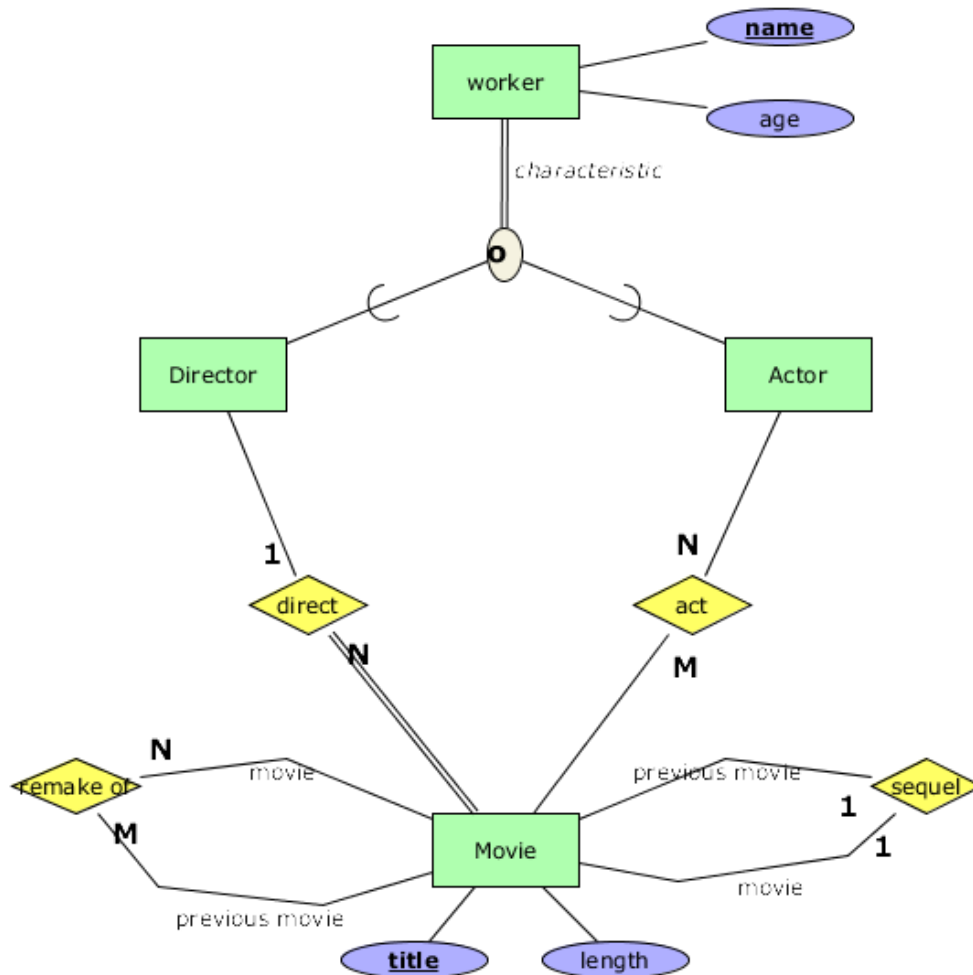 name
worker
age
characteristic
o
Director
Actor
1
N
direct
act
N
M
N
movie
previous movie
remake of
sequel
M
1
1
Movie
movie
previous movie
title
length